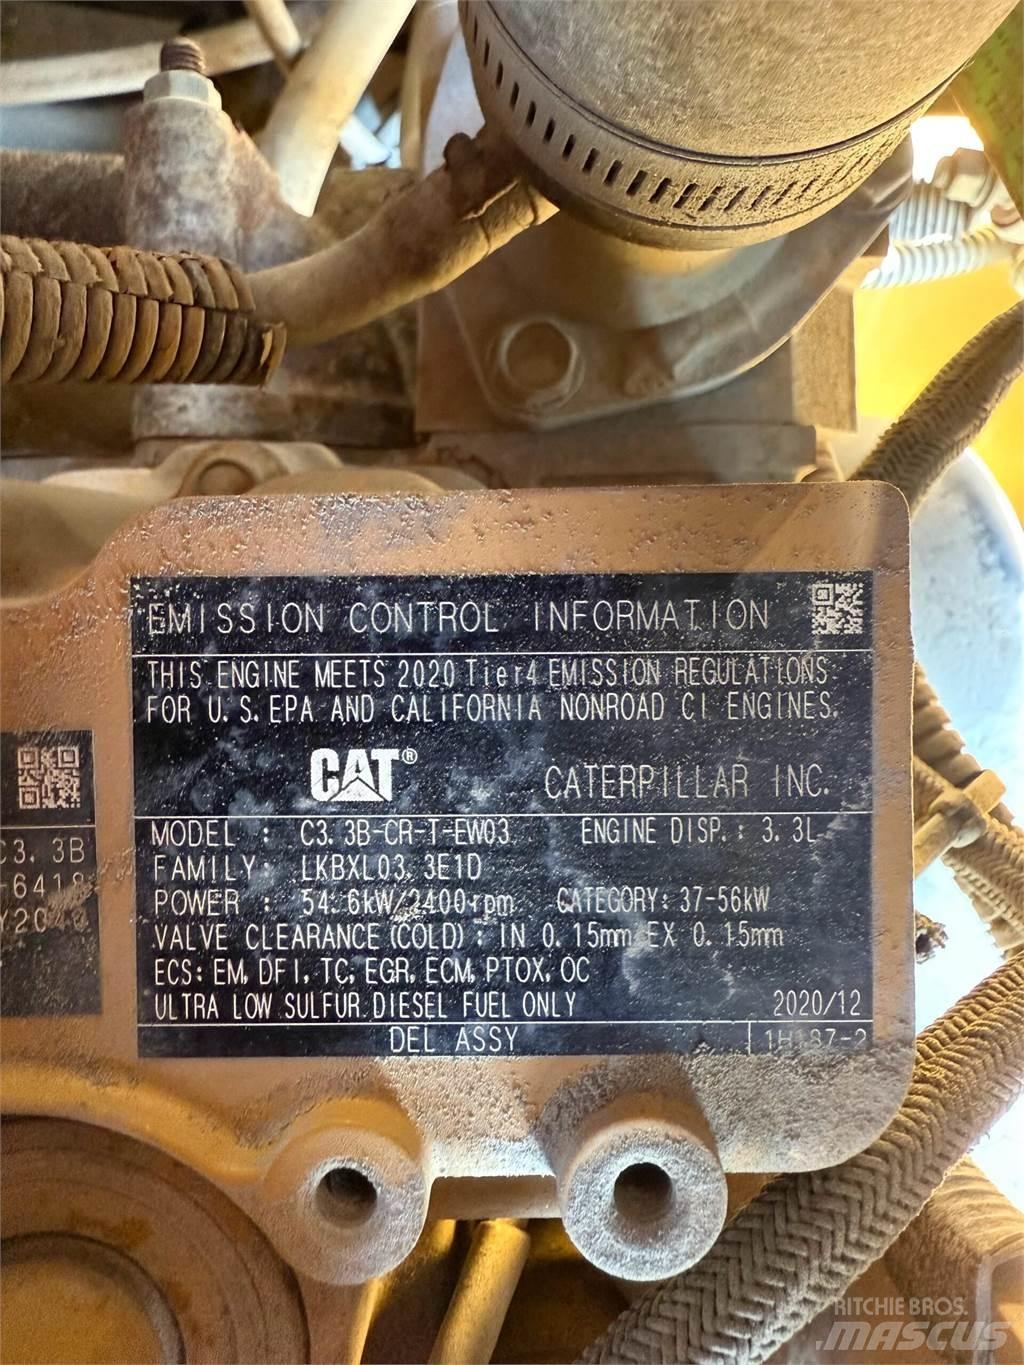 EMISSION CONTROL INFORMATION
THIS ENGINE MEETS 2020 Tier4 EMISSION REGULATIONS
FOR U.S.EPA AND CALIFORNIA NONROAD CI ENGINES.
CAT® CATERPILLAR INC.
MODEL : C3.3B-CR-T-EW03 ENGINE DISP.: 3.3L
FAMILY: LKBXL03.3E1D
POWER : 54.6kW/2400rpm CATEGORY: 37-56kW
VALVE CLEARANCE(COLD): IN 0.15mm EX 0.15mm
ECS: EM, DFI, TC, EGR, ECM, PTOX, OC
ULTRA LOW SULFUR DIESEL FUEL ONLY 2020/12
DEL ASSY 1H187-2
C3.3B
-6418
RITCHIE BROS.
MASCUS